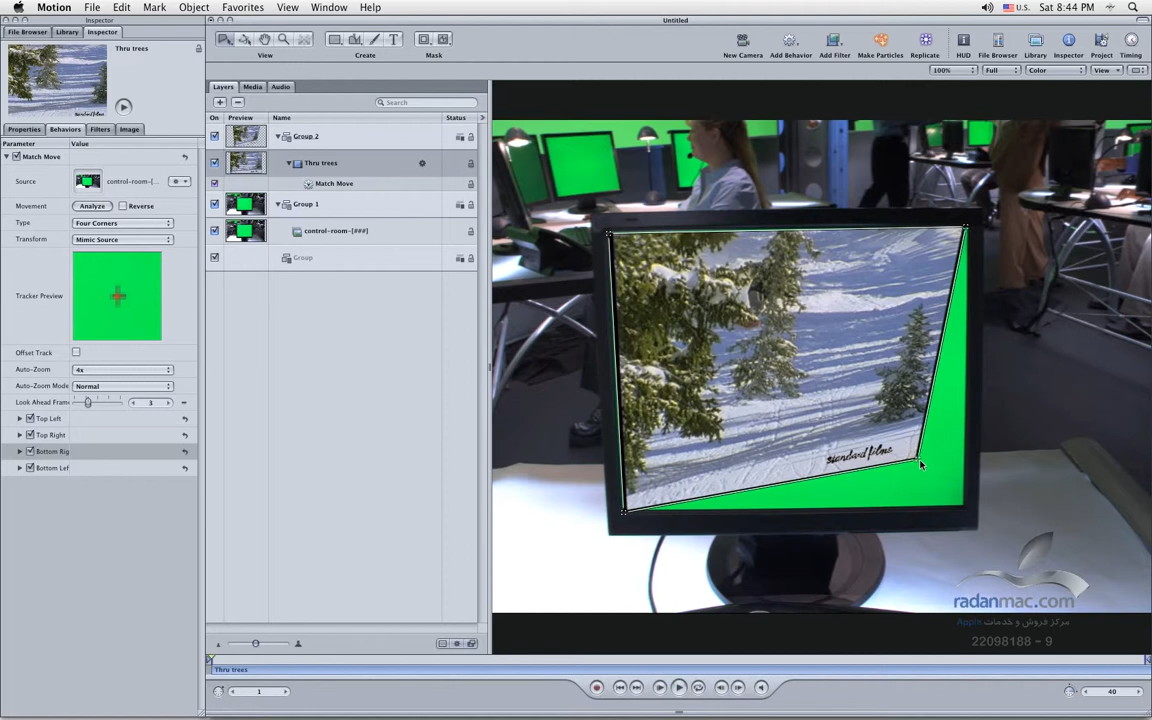 Motion File Edit Mark Object Favorites View Window Help
U.S. Sat 8:44 PM
Inspector
Untitled
File Browser Library Inspector
Thru trees
View Create Mask
New Camera Add Behavior Add Filter Make Particles Replicate HUD File Browser Library Inspector Project Timing
100% Full Color View
Layers Media Audio
Search
Properties Behaviors Filters Image
Parameter Value
On Preview Name Status
Match Move
Source control-room-[...
Movement Analyze Reverse
Type Four Corners
Transform Mimic Source
Tracker Preview
Offset Track
Auto-Zoom 4x
Auto-Zoom Mode Normal
Look Ahead Fram 3
Top Left
Top Right
Bottom Rig
Bottom Lef
Group 2
Thru trees
Match Move
Group 1
control-room-[###]
Group
standard films
radanmac.com
مرکز فروش و خدمات Apple
22098188 - 9
Thru trees
1
40